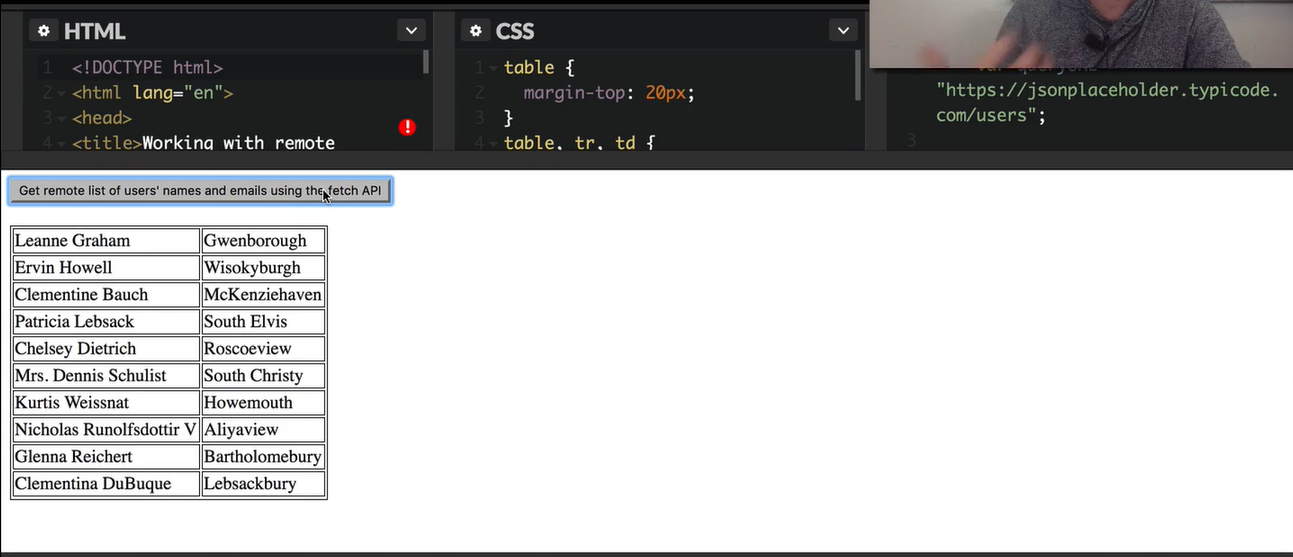 HTML
1 <!DOCTYPE html>
2 <html lang="en">
3 <head>
4 <title>Working with remote
CSS
1 table {
2 margin-top: 20px;
3 }
4 table, tr, td {
"https://jsonplaceholder.typicode.
com/users";
3
Get remote list of users' names and emails using the fetch API
Leanne Graham Gwenborough
Ervin Howell Wisokyburgh
Clementine Bauch McKenziehaven
Patricia Lebsack South Elvis
Chelsey Dietrich Roscoeview
Mrs. Dennis Schulist South Christy
Kurtis Weissnat Howemouth
Nicholas Runolfsdottir V Aliyaview
Glenna Reichert Bartholomebury
Clementina DuBuque Lebsackbury